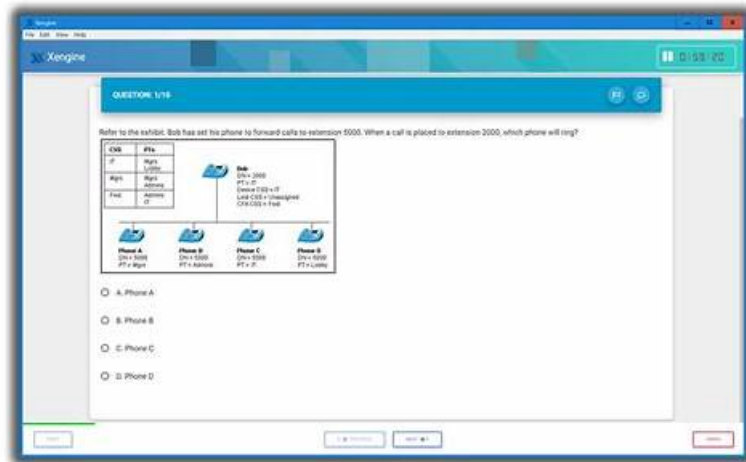 Xengine
File Edit View Help
Xengine
QUESTION: 1/10
Refer to the exhibit. Bob has set his phone to forward calls to extension 5000. When a call is placed to extension 2000, which phone will ring?
CSS PTs
IT Mgrs
Lobby
Mgrs Mgrs
Admins
Fwd Admins
IT
Bob
DN = 2000
PT = IT
Device CSS = IT
Line CSS = Unassigned
CFA CSS = Fwd
Phone A
DN = 5000
PT = Mgrs
Phone B
DN = 5000
PT = Admins
Phone C
DN = 5000
PT = IT
Phone D
DN = 5000
PT = Lobby
A. Phone A
B. Phone B
C. Phone C
D. Phone D